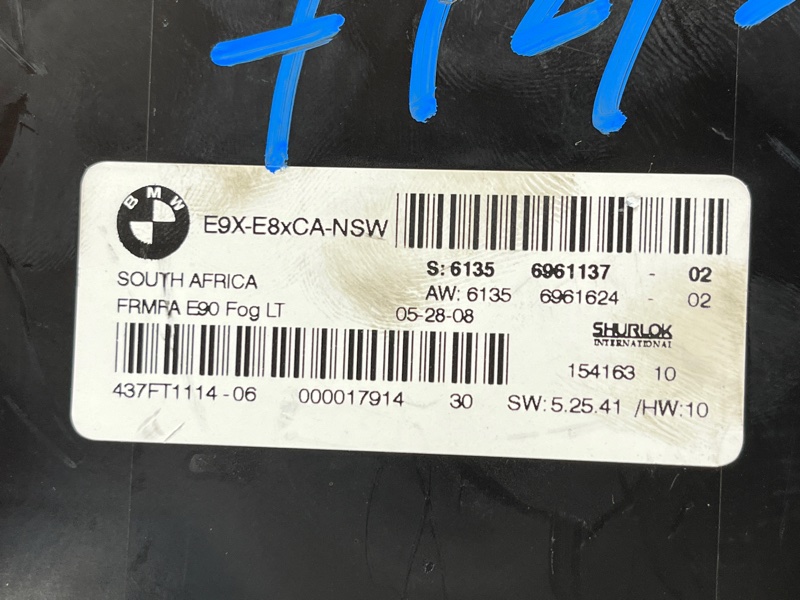 BMW E9X-E8xCA-NSW
S: 6135 6961137 - 02
SOUTH AFRICA AW: 6135 6961624 - 02
FRMFA E90 Fog LT 05-28-08
SHURLOK
INTERNATIONAL
154163 10
437FT1114-06 000017914 30 SW: 5.25.41 /HW:10